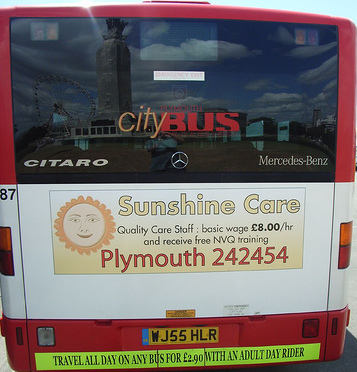 EMERGENCY EXIT
PLYMOUTH
cityBUS
CITARO
Mercedes-Benz
87
Sunshine Care
Quality Care Staff : basic wage £8.00/hr
and receive free NVQ training
Plymouth 242454
WJ55 HLR
TRAVEL ALL DAY ON ANY BUS FOR £2.90 WITH AN ADULT DAY RIDER